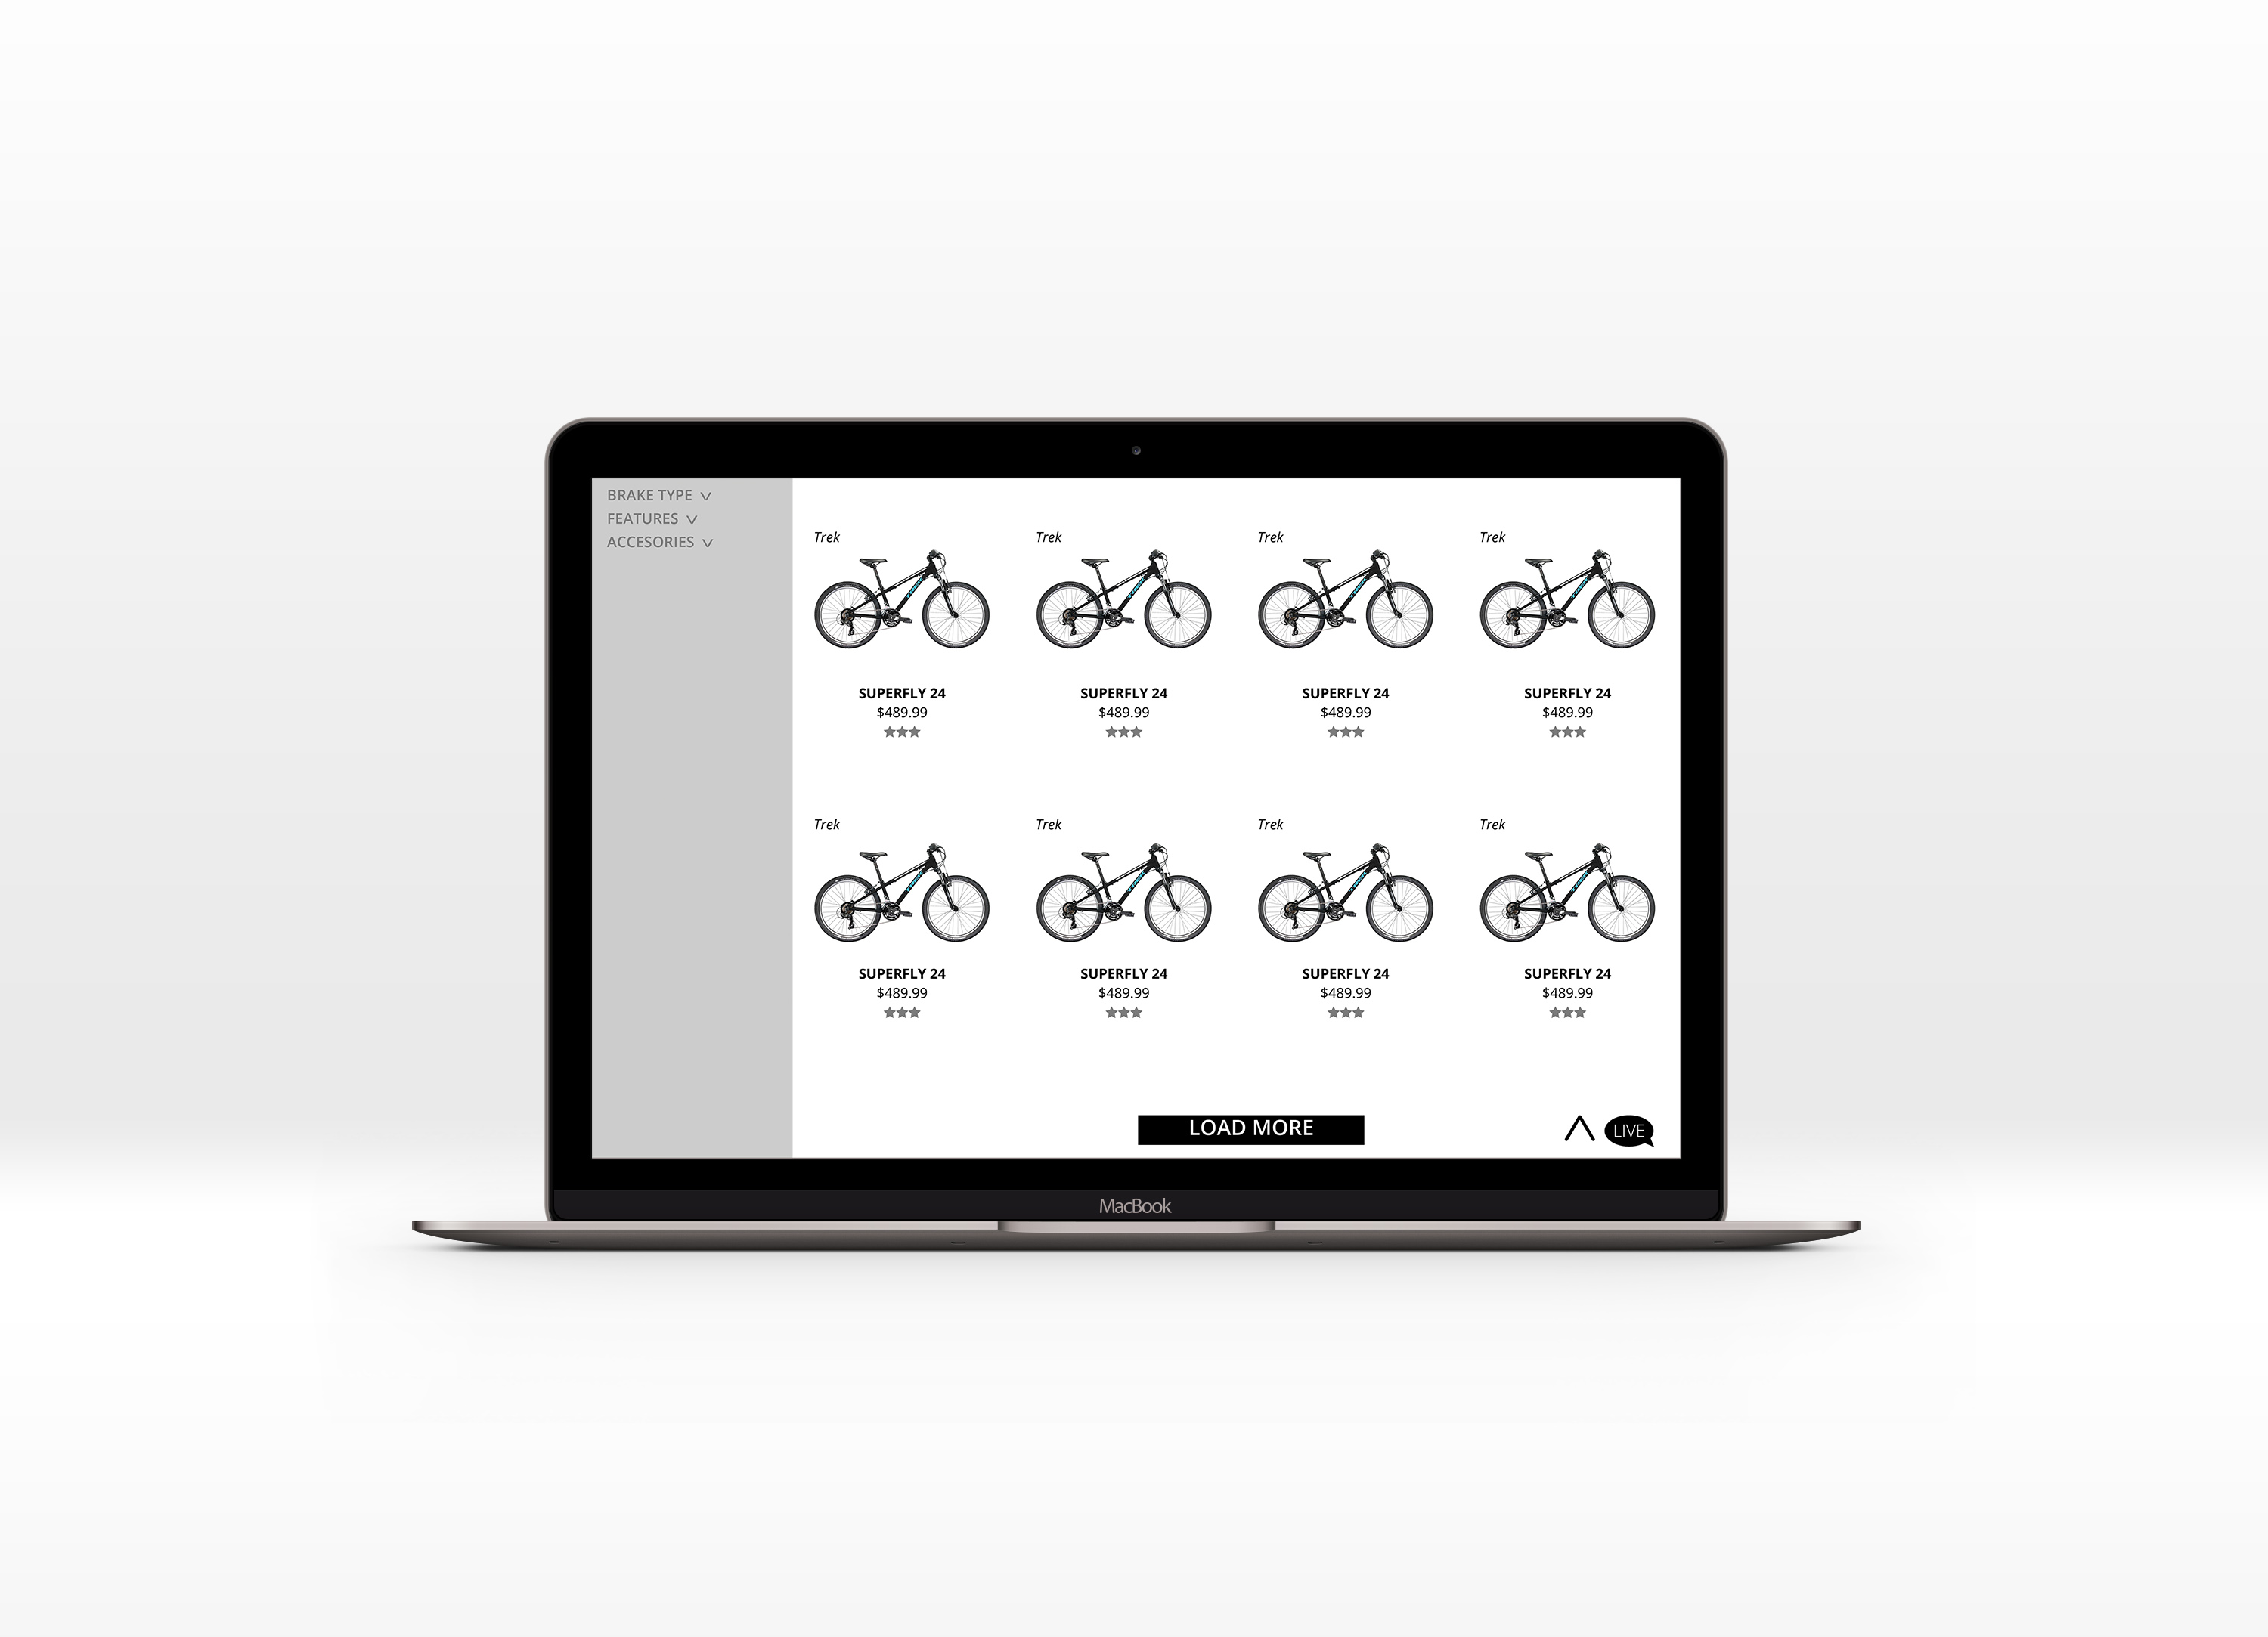 BRAKE TYPE
FEATURES
ACCESORIES
Trek Trek Trek Trek
SUPERFLY 24 SUPERFLY 24 SUPERFLY 24 SUPERFLY 24
$489.99 $489.99 $489.99 $489.99
Trek Trek Trek Trek
SUPERFLY 24 SUPERFLY 24 SUPERFLY 24 SUPERFLY 24
$489.99 $489.99 $489.99 $489.99
LOAD MORE
LIVE
MacBook